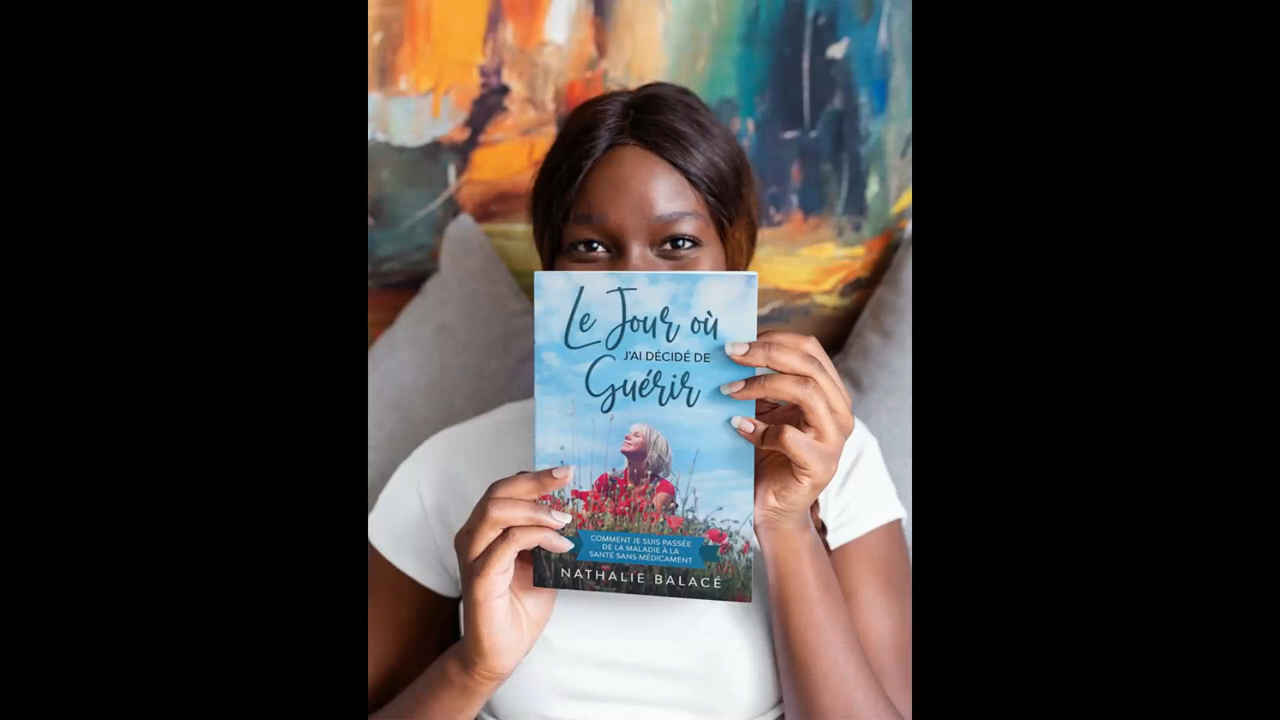 Le Jour où
J'AI DÉCIDÉ DE
Guérir
COMMENT JE SUIS PASSÉE
DE LA MALADIE À LA
SANTÉ SANS MÉDICAMENT
NATHALIE BALACÉ